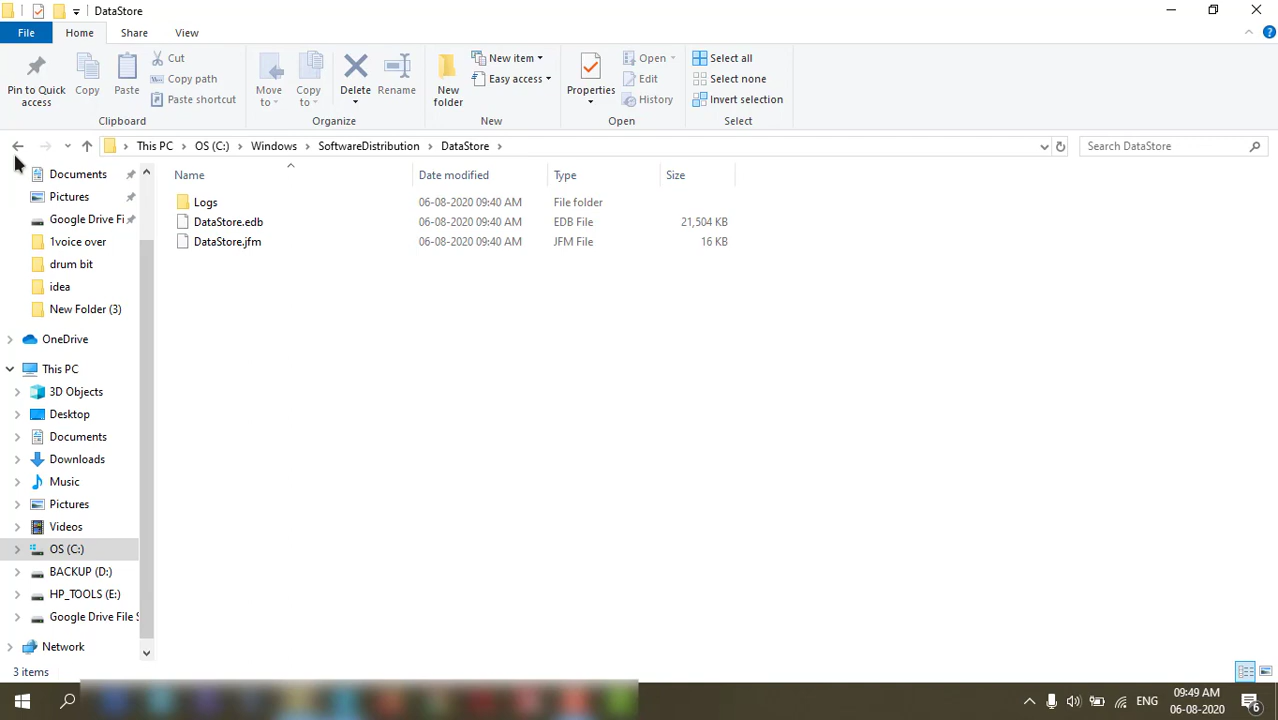 DataStore
File Home Share View
Pin to Quick access
Copy
Paste
Cut
Copy path
Paste shortcut
Clipboard
Move to
Copy to
Delete
Rename
Organize
New folder
New item
Easy access
New
Properties
Open
Edit
History
Open
Select all
Select none
Invert selection
Select
This PC OS (C:) Windows SoftwareDistribution DataStore
Search DataStore
Documents
Pictures
Google Drive Fi
1voice over
drum bit
idea
New Folder (3)
OneDrive
This PC
3D Objects
Desktop
Documents
Downloads
Music
Pictures
Videos
OS (C:)
BACKUP (D:)
HP_TOOLS (E:)
Google Drive File S
Network
Name Date modified Type Size
Logs 06-08-2020 09:40 AM File folder
DataStore.edb 06-08-2020 09:40 AM EDB File 21,504 KB
DataStore.jfm 06-08-2020 09:40 AM JFM File 16 KB
3 items
ENG
09:49 AM
06-08-2020
6